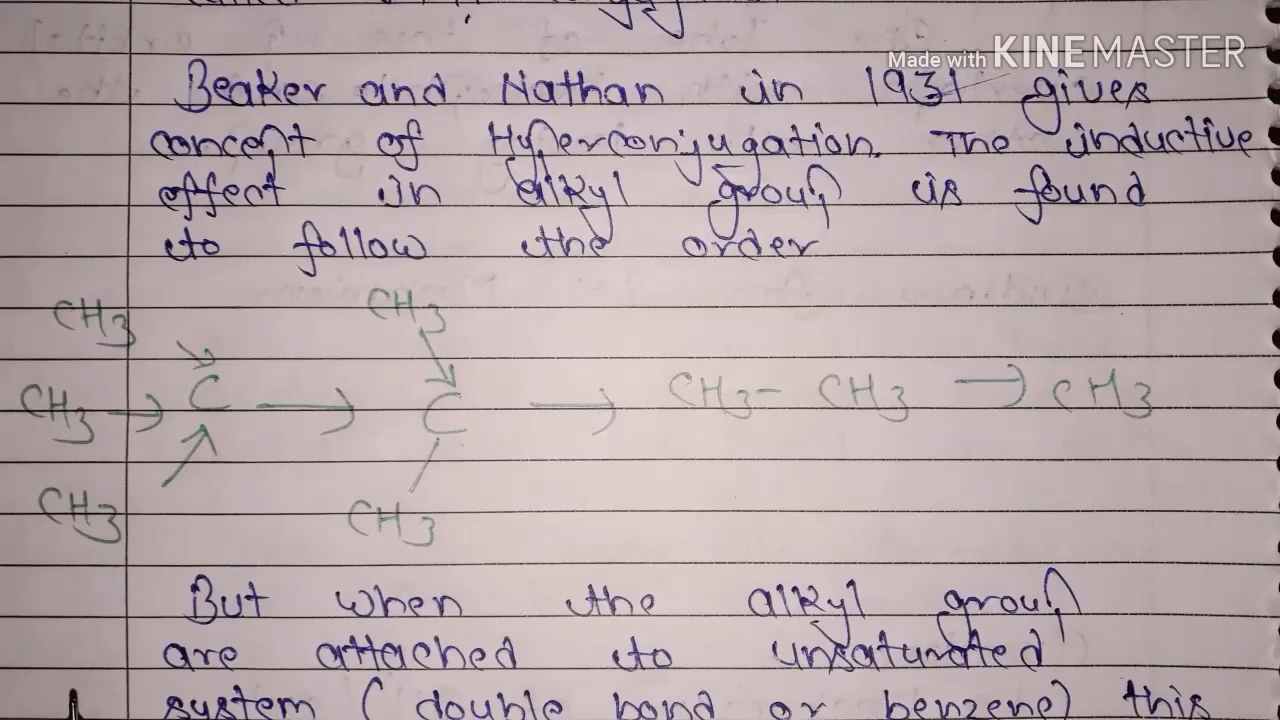 Made with KINEMASTER
Beaker and Nathan in 1931 gives
concept of Hyperconjugation. The inductive
effect in alkyl group is found
to follow the order
CH3 CH3
CH3 → C → C → CH3 - CH3 → CH3
CH3 CH3
But when the alkyl group
are attached to unsaturated
system ( double bond or benzene) this